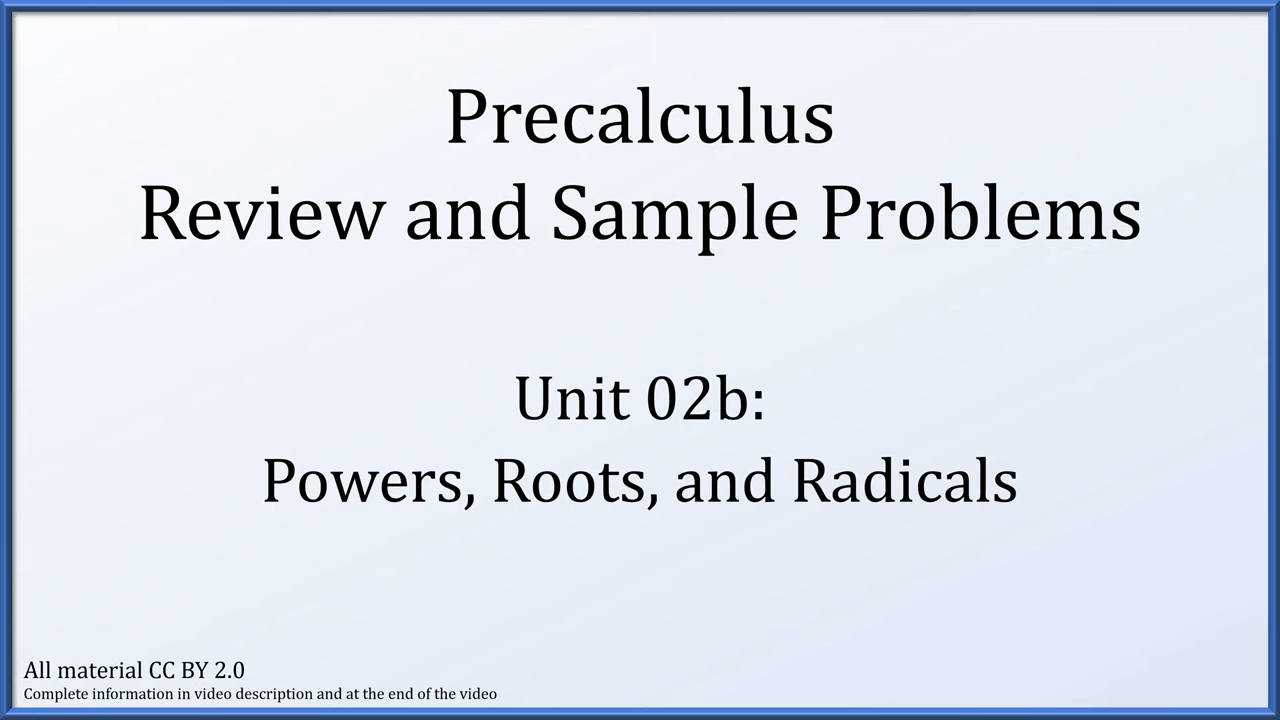 Precalculus
Review and Sample Problems
Unit 02b:
Powers, Roots, and Radicals
All material CC BY 2.0
Complete information in video description and at the end of the video